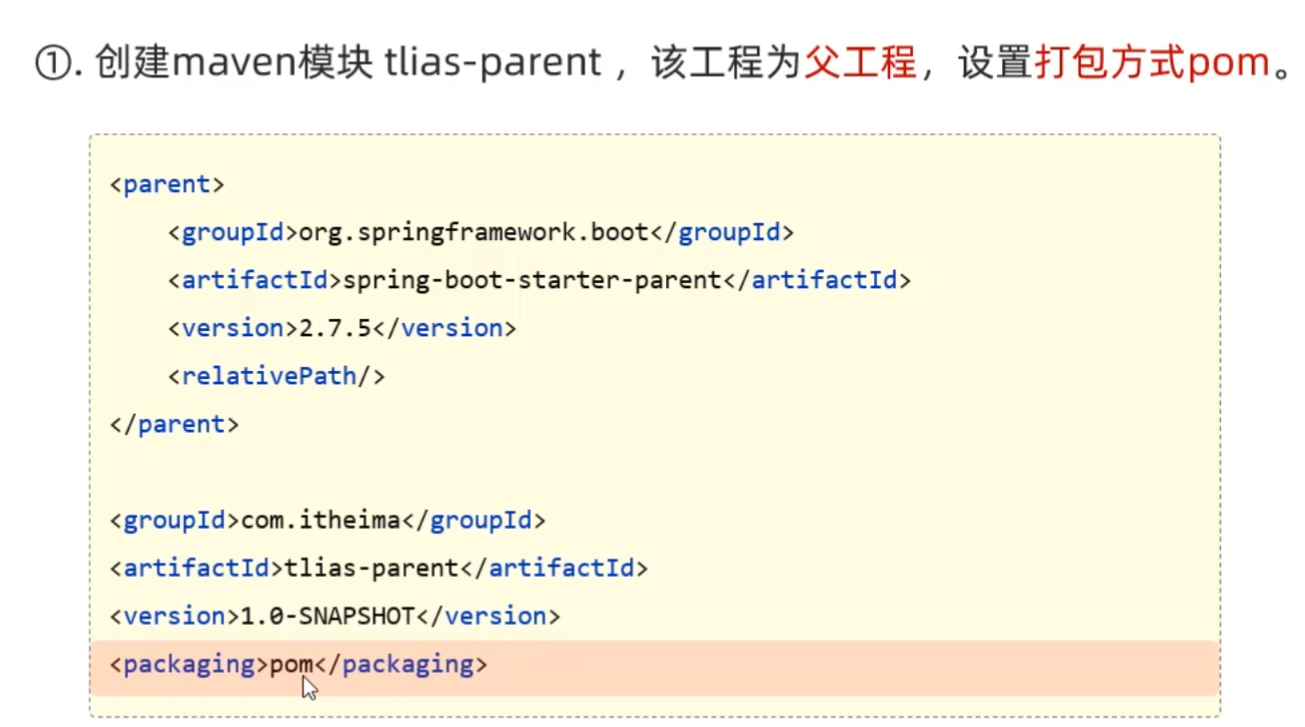 ①. 创建maven模块 tlias-parent ，该工程为父工程，设置打包方式pom。
<parent>
    <groupId>org.springframework.boot</groupId>
    <artifactId>spring-boot-starter-parent</artifactId>
    <version>2.7.5</version>
    <relativePath/>
</parent>
<groupId>com.itheima</groupId>
<artifactId>tlias-parent</artifactId>
<version>1.0-SNAPSHOT</version>
<packaging>pom</packaging>